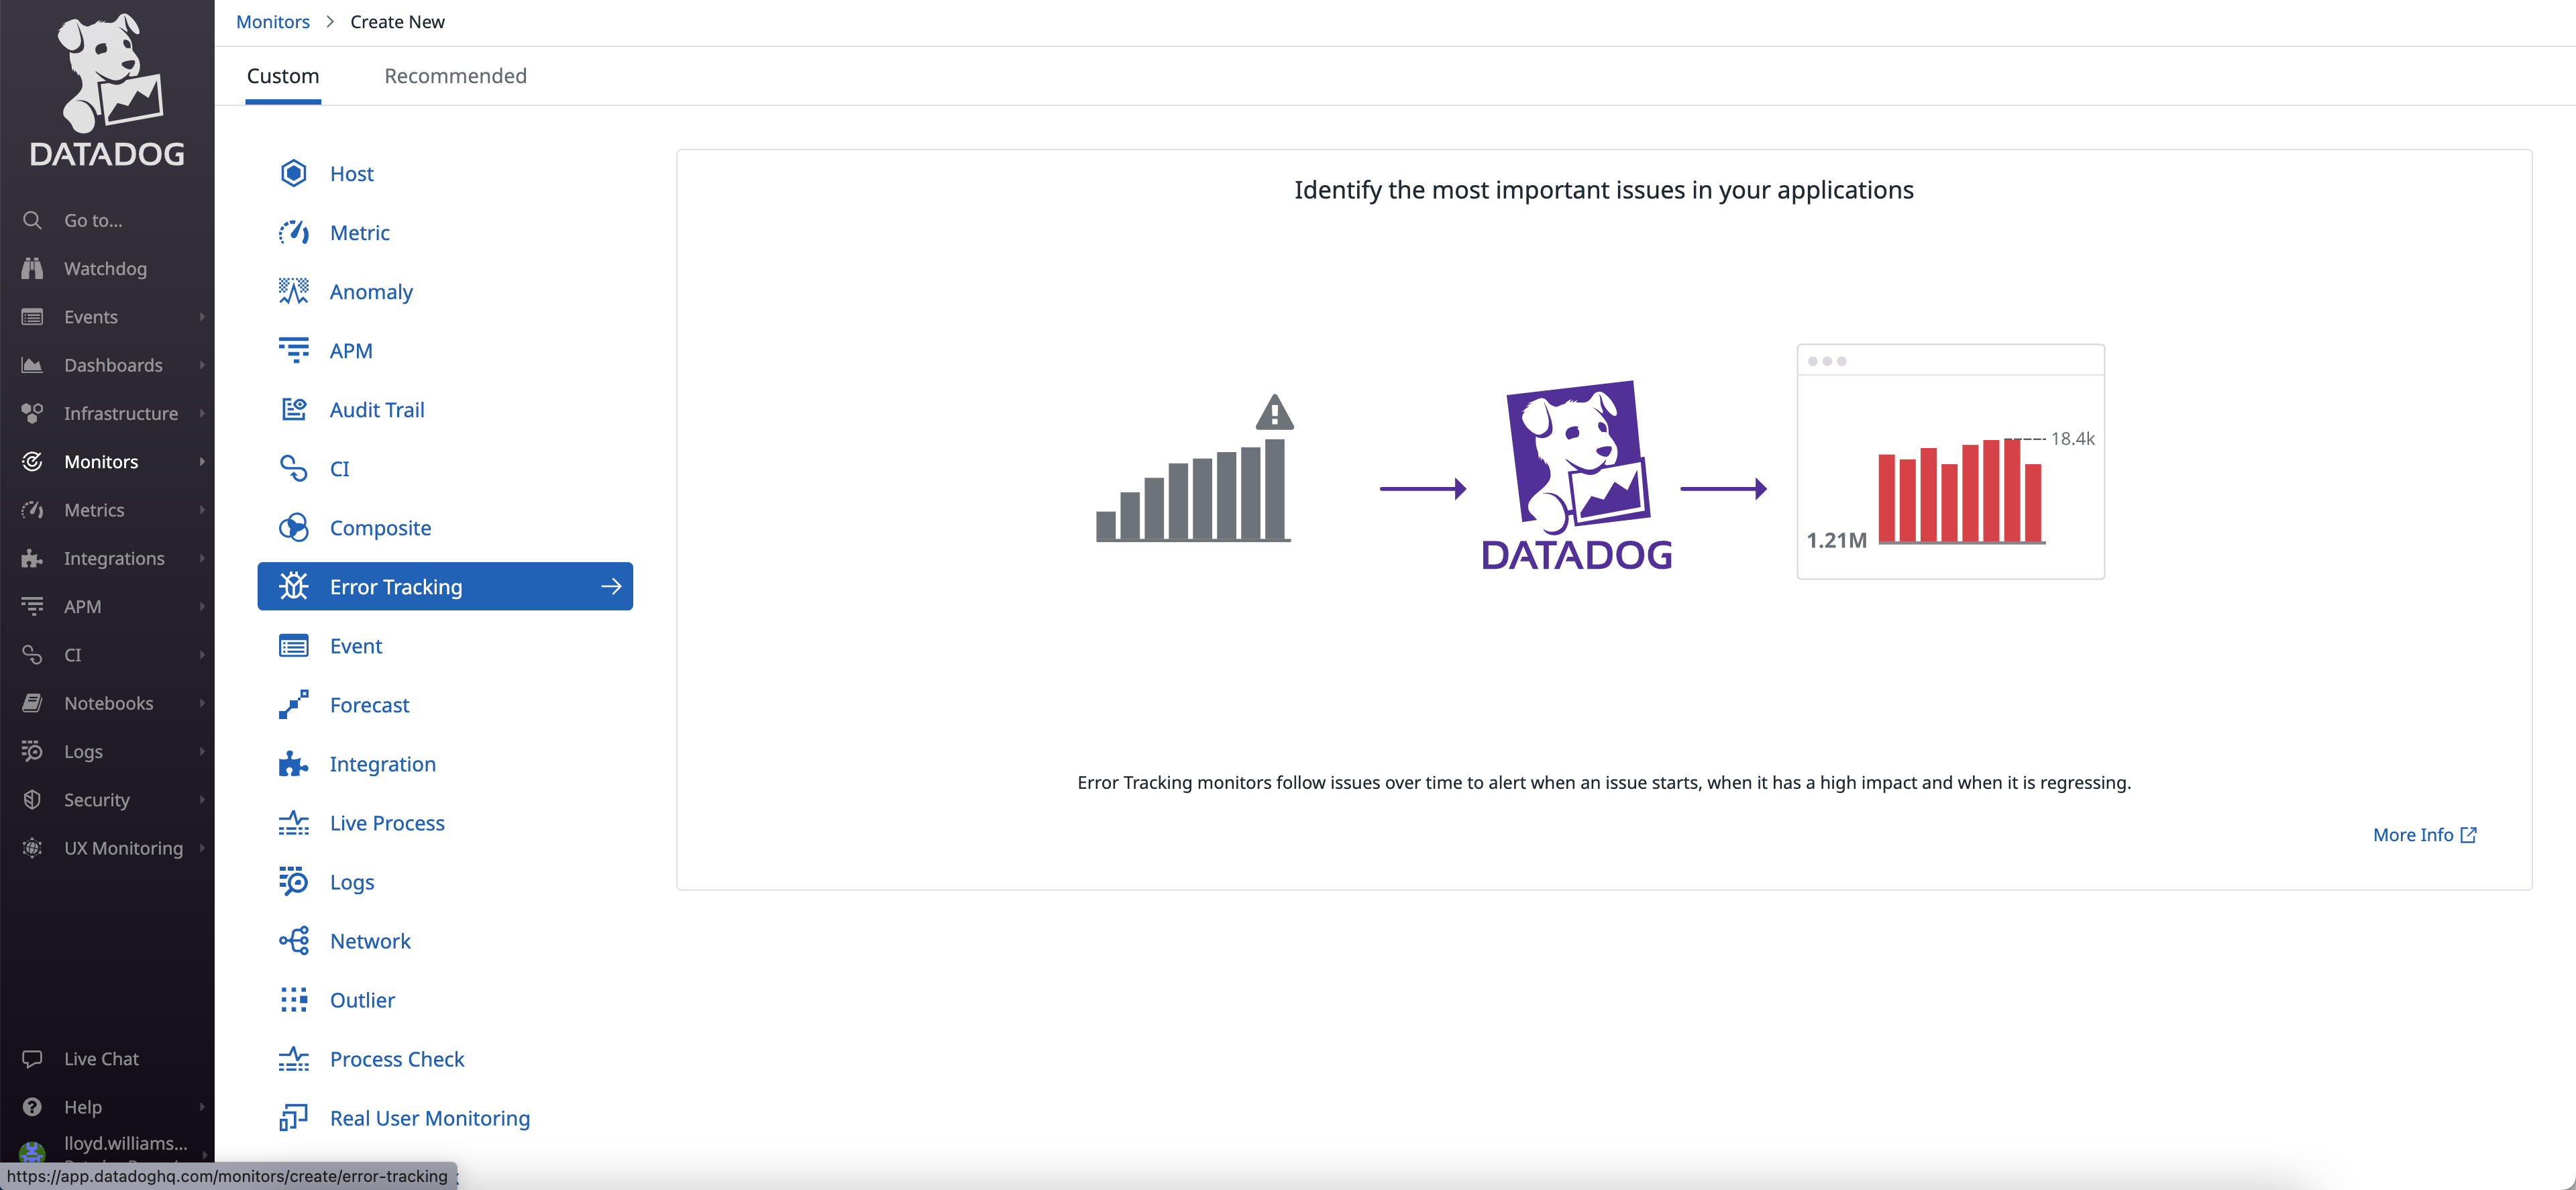 DATADOG
Go to...
Watchdog
Events
Dashboards
Infrastructure
Monitors
Metrics
Integrations
APM
CI
Notebooks
Logs
Security
UX Monitoring
Live Chat
Help
lloyd.williams...
https://app.datadoghq.com/monitors/create/error-tracking
Monitors > Create New
Custom Recommended
Host
Metric
Anomaly
APM
Audit Trail
CI
Composite
Error Tracking
Event
Forecast
Integration
Live Process
Logs
Network
Outlier
Process Check
Real User Monitoring
Identify the most important issues in your applications
DATADOG
18.4k
1.21M
Error Tracking monitors follow issues over time to alert when an issue starts, when it has a high impact and when it is regressing.
More Info